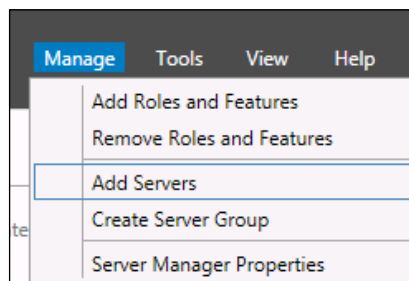 Manage Tools View Help
Add Roles and Features
Remove Roles and Features
Add Servers
Create Server Group
Server Manager Properties